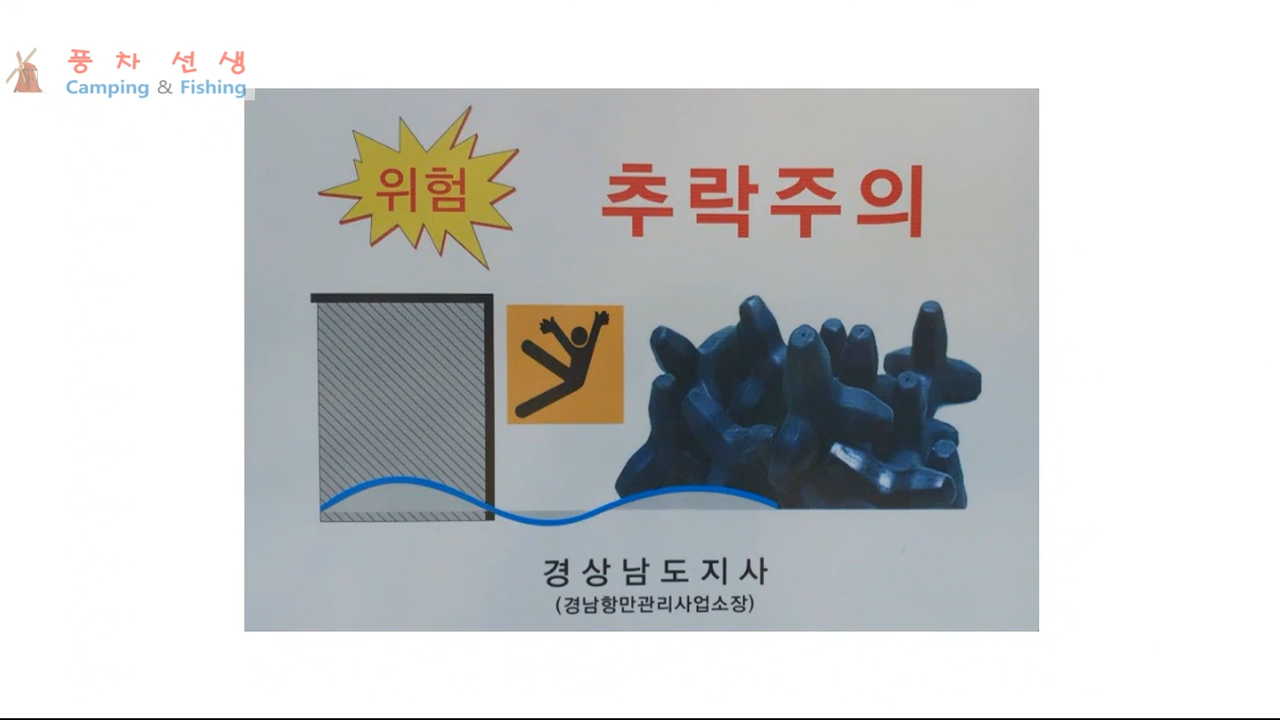 풍차 선생
Camping & Fishing
위험
추락주의
경상남도지사
(경남항만관리사업소장)